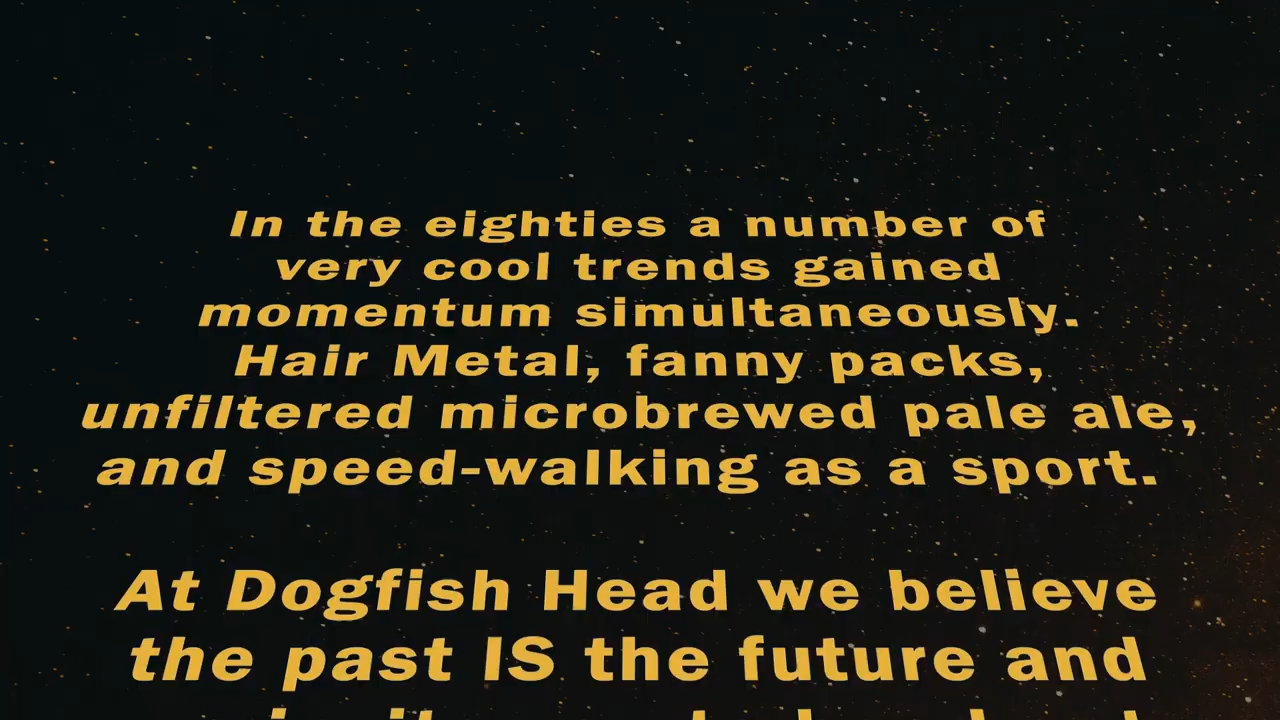 In the eighties a number of
very cool trends gained
momentum simultaneously.
Hair Metal, fanny packs,
unfiltered microbrewed pale ale,
and speed-walking as a sport.
At Dogfish Head we believe
the past IS the future and